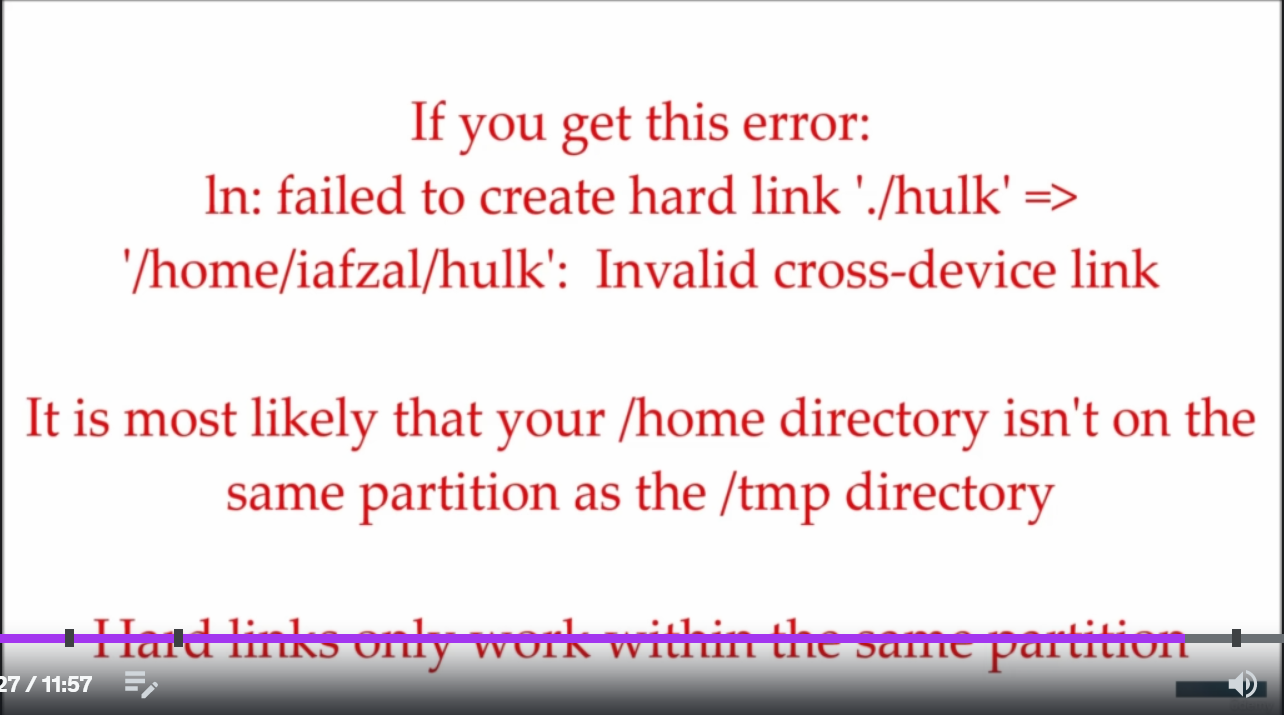 If you get this error:
ln: failed to create hard link './hulk' =>
'/home/iafzal/hulk': Invalid cross-device link
It is most likely that your /home directory isn't on the
same partition as the /tmp directory
Hard links only work within the same partition
27 / 11:57